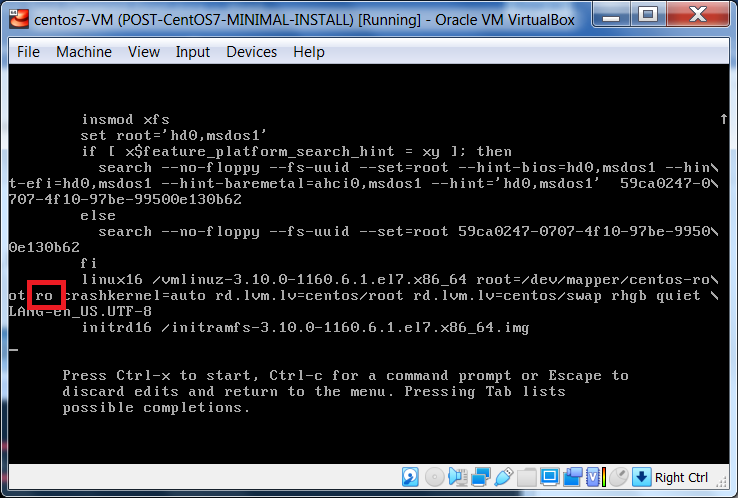 centos7-VM (POST-CentOS7-MINIMAL-INSTALL) [Running] - Oracle VM VirtualBox
File Machine View Input Devices Help
insmod xfs
set root='hd0,msdos1'
if [ x$feature_platform_search_hint = xy ]; then
search --no-floppy --fs-uuid --set=root --hint-bios=hd0,msdos1 --hin\
t-efi=hd0,msdos1 --hint-baremetal=ahci0,msdos1 --hint='hd0,msdos1'  59ca0247-0\
707-4f10-97be-99500e130b62
else
search --no-floppy --fs-uuid --set=root 59ca0247-0707-4f10-97be-9950\
0e130b62
fi
linux16 /vmlinuz-3.10.0-1160.6.1.el7.x86_64 root=/dev/mapper/centos-ro\
ot ro crashkernel=auto rd.lvm.lv=centos/root rd.lvm.lv=centos/swap rhgb quiet \
LANG=en_US.UTF-8
initrd16 /initramfs-3.10.0-1160.6.1.el7.x86_64.img
Press Ctrl-x to start, Ctrl-c for a command prompt or Escape to
discard edits and return to the menu. Pressing Tab lists
possible completions.
Right Ctrl